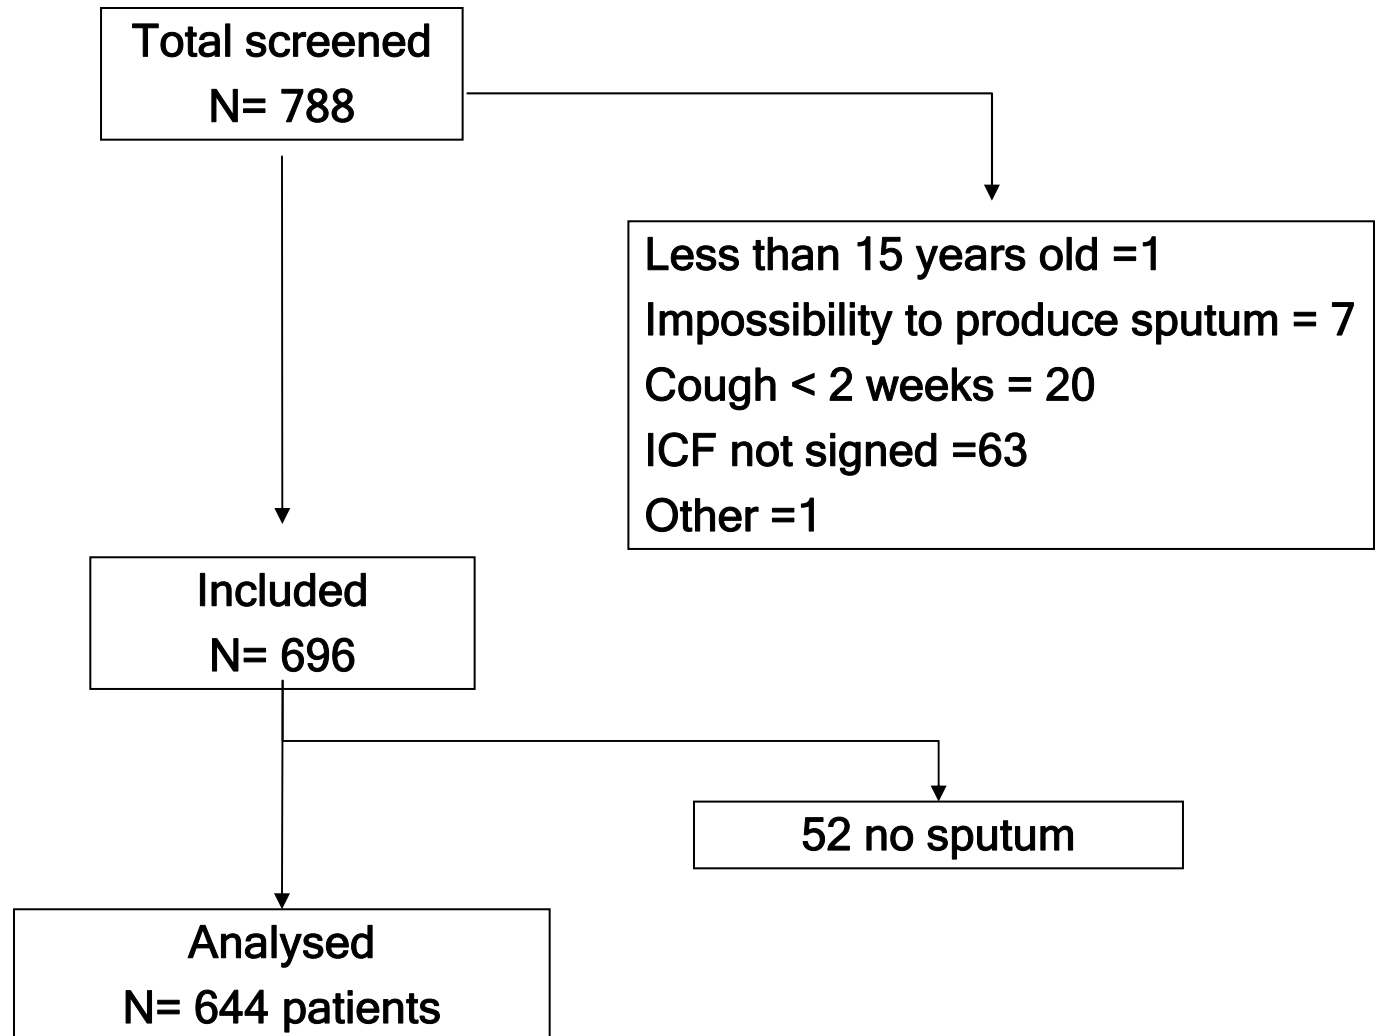 Total screened
N= 788
Less than 15 years old =1
Impossibility to produce sputum = 7
Cough < 2 weeks = 20
ICF not signed =63
Other =1
Included
N= 696
52 no sputum
Analysed
N= 644 patients